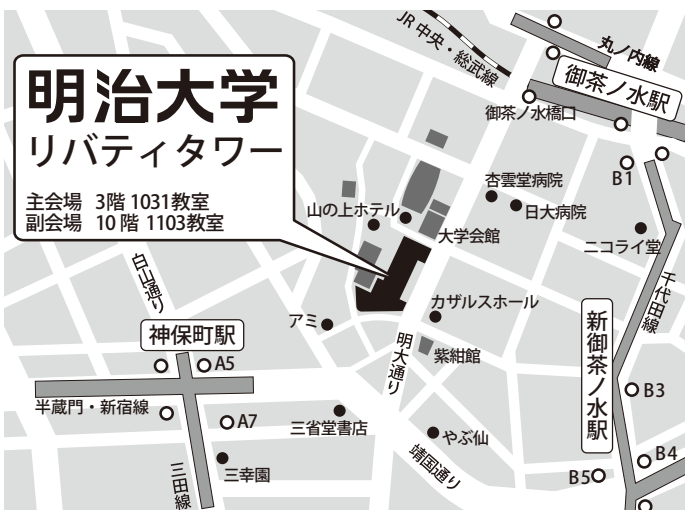 JR 中央・総武線
丸ノ内線
御茶ノ水駅
御茶ノ水橋口
明治大学
リバティタワー
主会場 3階 1031教室
副会場 10階 1103教室
B1
杏雲堂病院
日大病院
山の上ホテル
大学会館
ニコライ堂
千代田線
白山通り
カザルスホール
アミ
神保町駅
明大通り
紫紺館
新御茶ノ水駅
A5
半蔵門・新宿線
B3
A7
三省堂書店
やぶ仙
靖国通り
B4
B5
三幸園
三田線